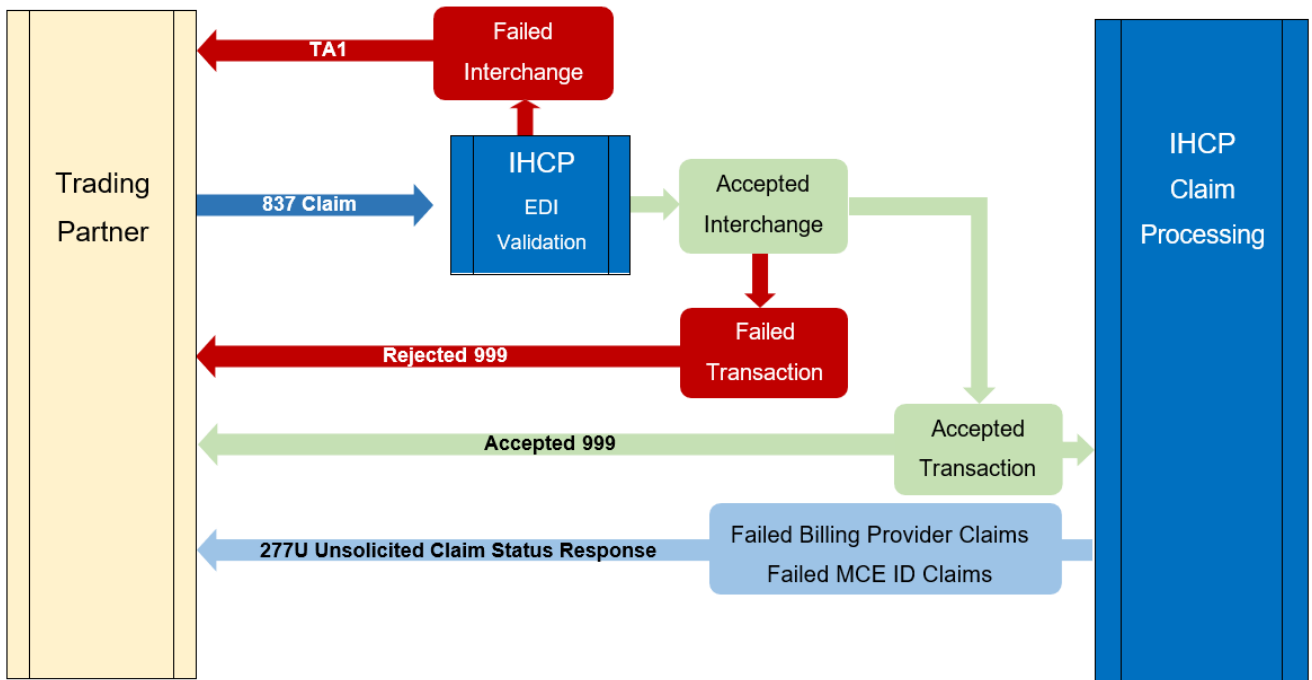 Trading
Partner
TA1
Failed
Interchange
837 Claim
IHCP
EDI
Validation
Accepted
Interchange
IHCP
Claim
Processing
Rejected 999
Failed
Transaction
Accepted 999
Accepted
Transaction
277U Unsolicited Claim Status Response
Failed Billing Provider Claims
Failed MCE ID Claims